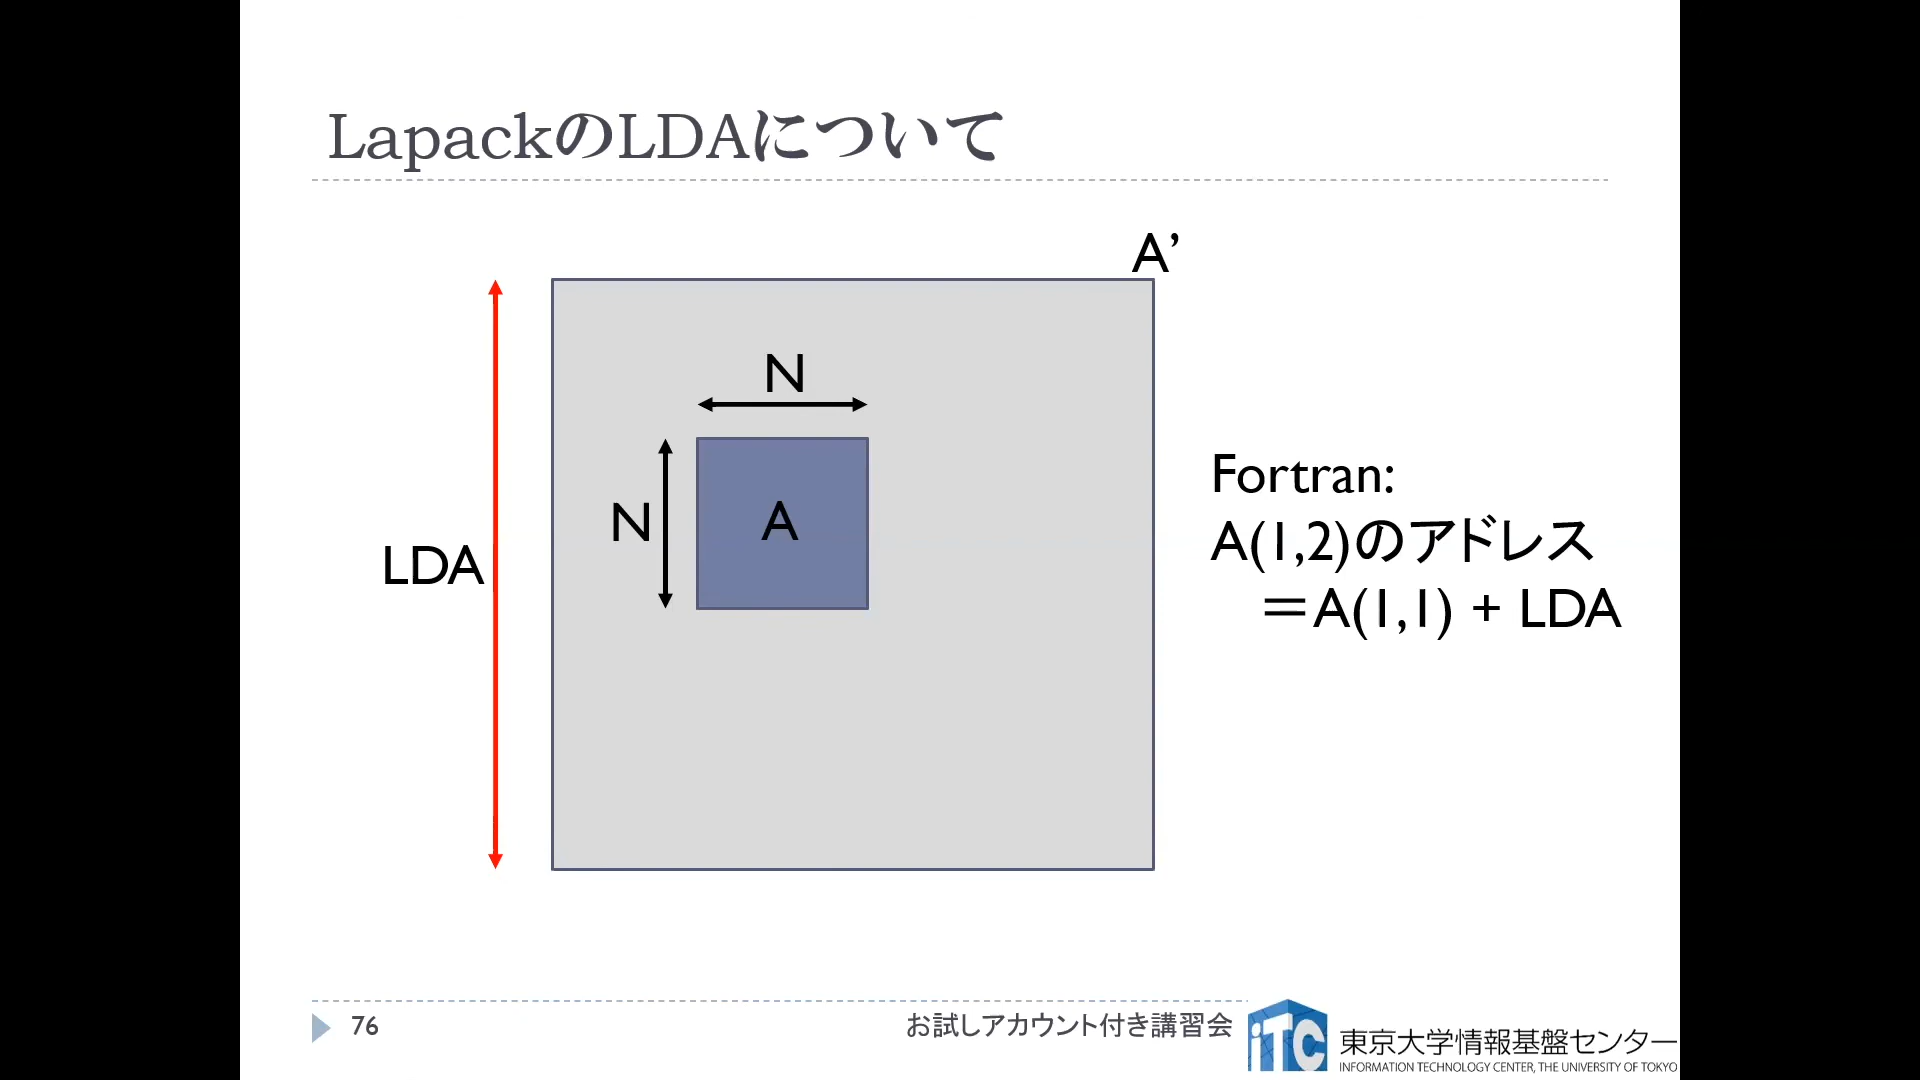 LapackのLDAについて
A’
N
N
A
LDA
Fortran:
A(1,2)のアドレス
＝A(1,1) + LDA
76
お試しアカウント付き講習会
iTC
東京大学情報基盤センター
INFORMATION TECHNOLOGY CENTER, THE UNIVERSITY OF TOKYO